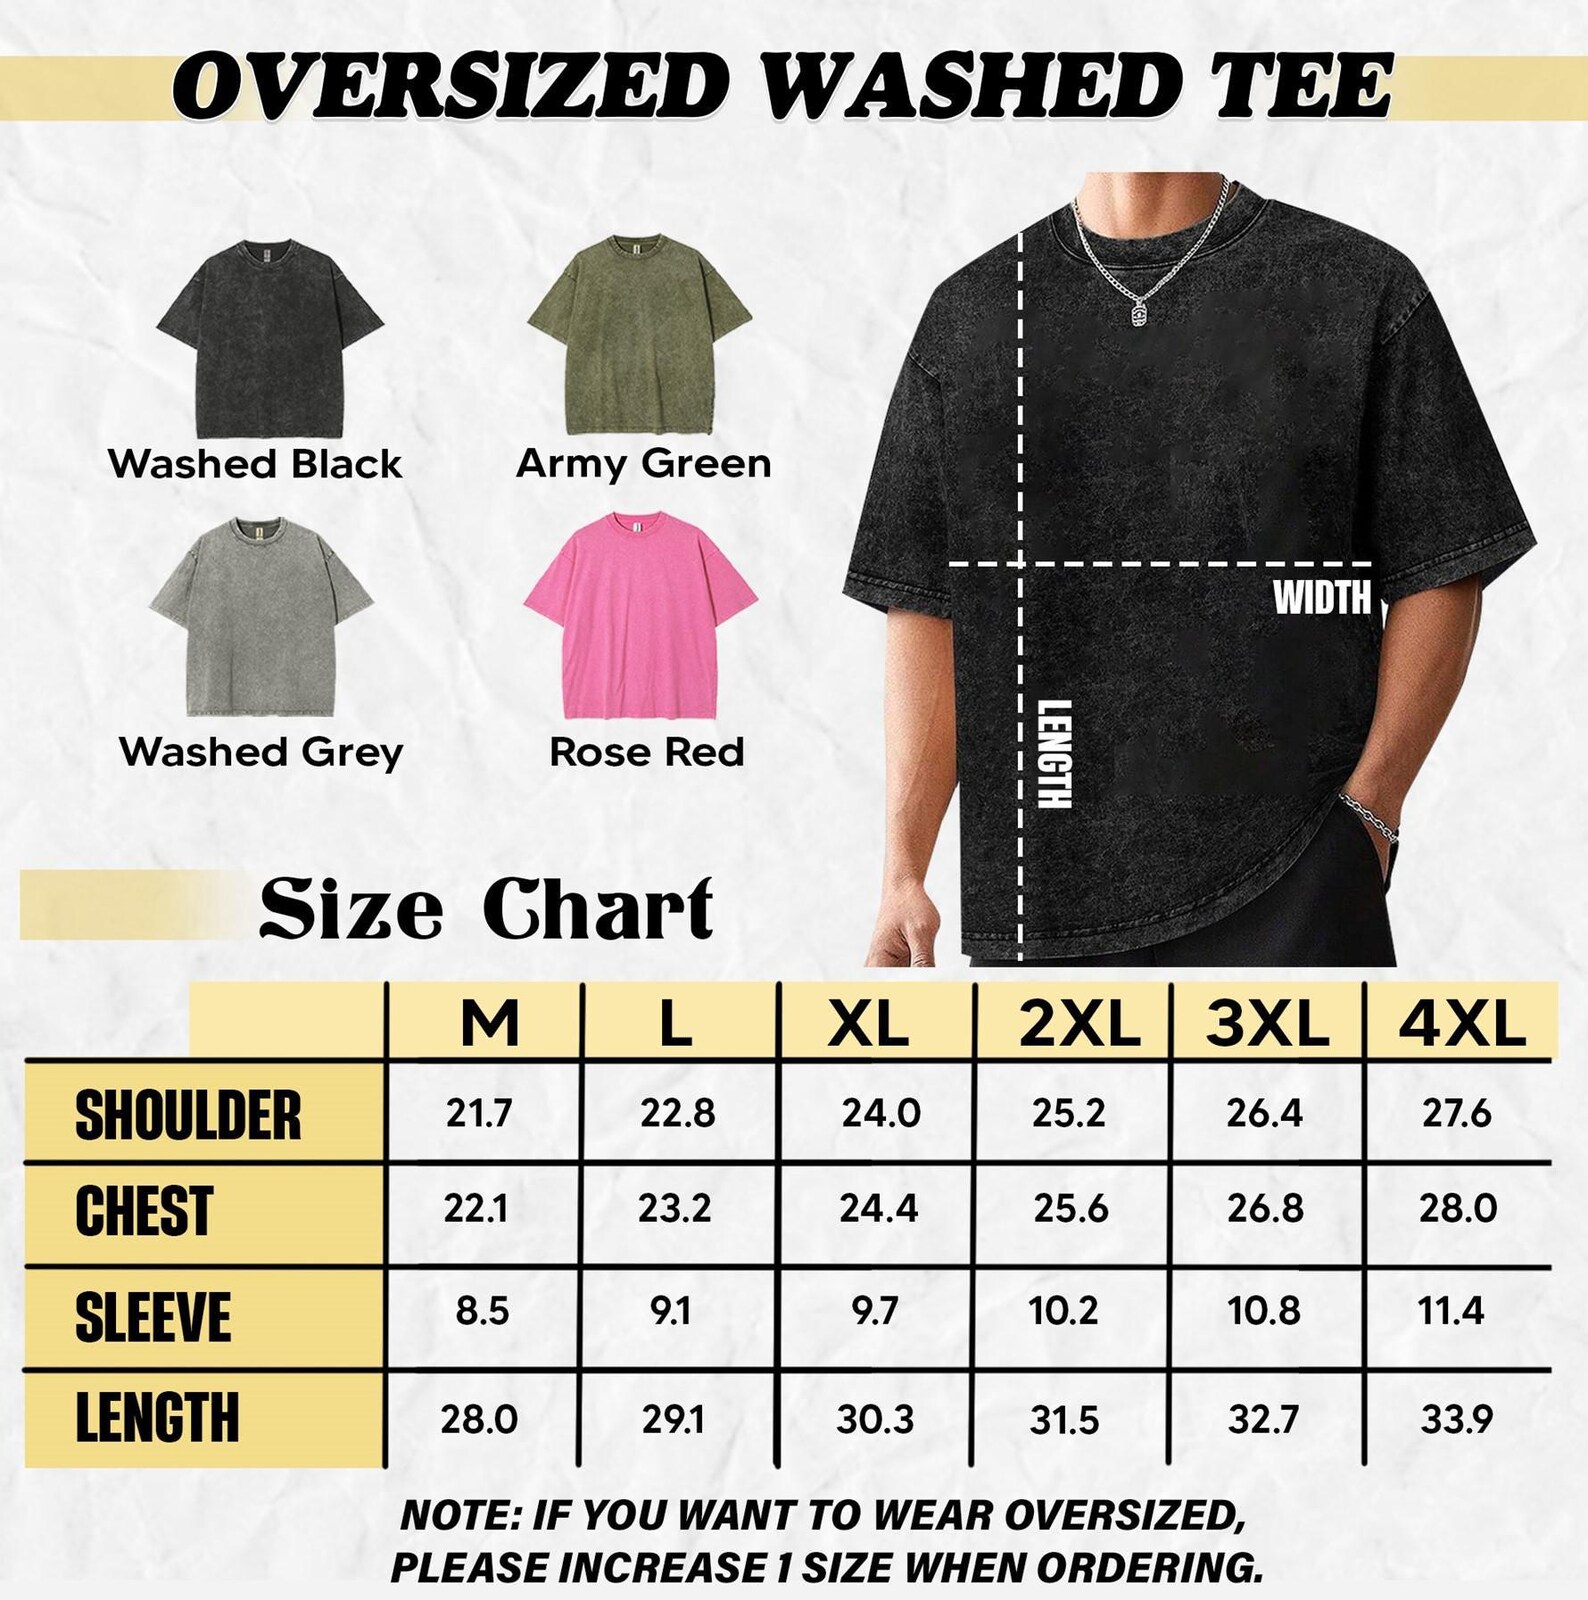 OVERSIZED WASHED TEE
Washed Black
Army Green
Washed Grey
Rose Red
WIDTH
LENGTH
Size Chart
M L XL 2XL 3XL 4XL
SHOULDER 21.7 22.8 24.0 25.2 26.4 27.6
CHEST 22.1 23.2 24.4 25.6 26.8 28.0
SLEEVE 8.5 9.1 9.7 10.2 10.8 11.4
LENGTH 28.0 29.1 30.3 31.5 32.7 33.9
NOTE: IF YOU WANT TO WEAR OVERSIZED,
PLEASE INCREASE 1 SIZE WHEN ORDERING.